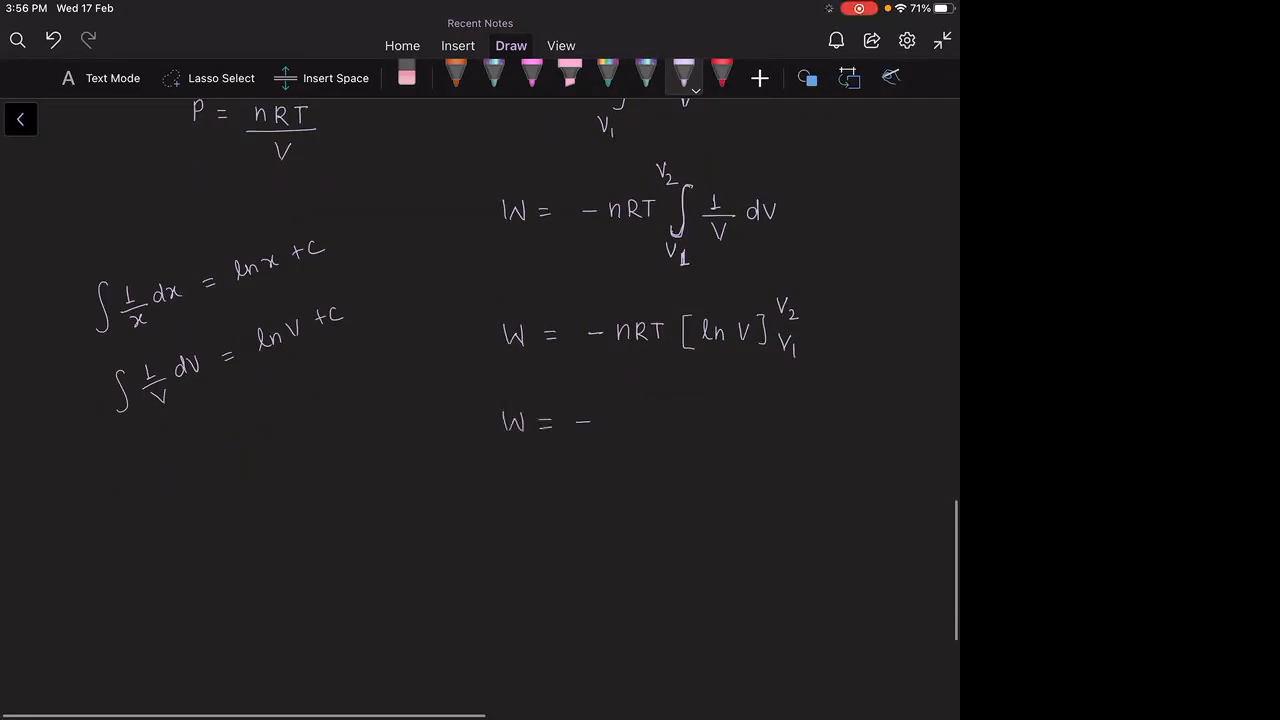 3:56 PM Wed 17 Feb
71%
Recent Notes
Home Insert Draw View
Text Mode Lasso Select Insert Space
P = nRT / V
V₁ V
W = - nRT ∫_{V₁}^{V₂} 1/V dV
∫ 1/x dx = ln x + C
∫ 1/V dV = ln V + C
W = - nRT [ln V]_{V₁}^{V₂}
W = -